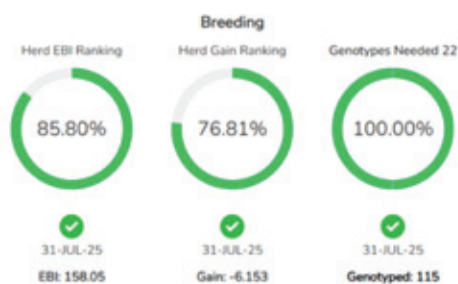 Breeding
Herd EBI Ranking
Herd Gain Ranking
Genotypes Needed 22
85.80%
76.81%
100.00%
31-JUL-25
31-JUL-25
31-JUL-25
EBI: 158.05
Gain: -6.153
Genotyped: 115